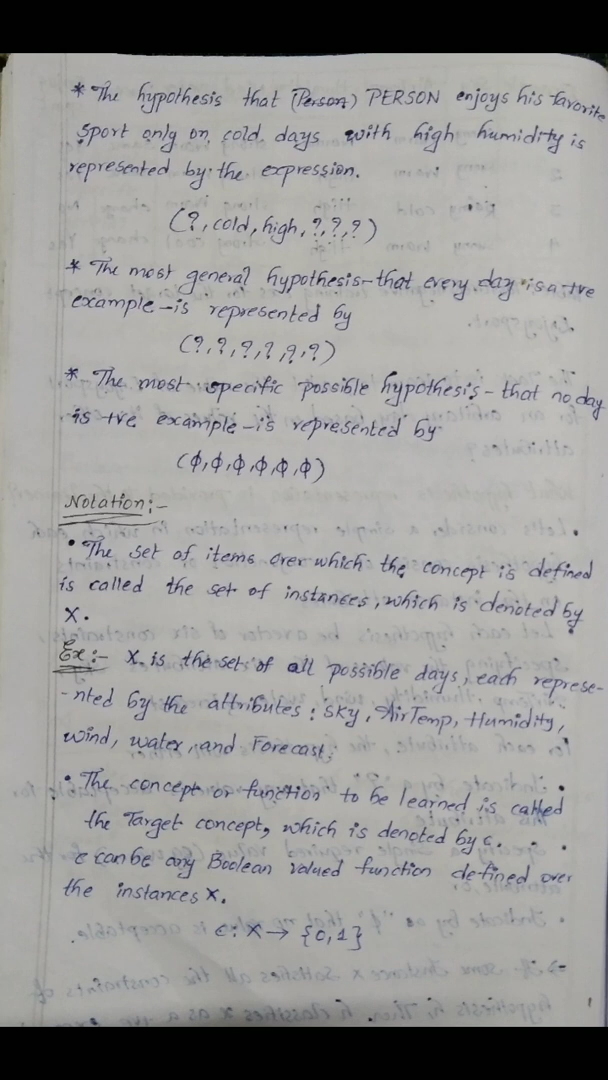 * The hypothesis that (Person) PERSON enjoys his favorite
sport only on cold days with high humidity is
represented by the expression.
(?, cold, high, ?, ?, ?)
* The most general hypothesis- that every day is a +ve
example - is represented by
(?, ?, ?, ?, ?, ?)
* The most specific possible hypothesis - that no day
is +ve example - is represented by
(ϕ, ϕ, ϕ, ϕ, ϕ, ϕ)
Notation:-
• The set of items over which the concept is defined
is called the set of instances, which is denoted by
X.
Ex:- X is the sets of all possible days, each represe-
-nted by the attributes: Sky, AirTemp, Humidity,
wind, water, and Forecast.
• The concept or function to be learned is called
the Target concept, which is denoted by c.
c can be any Boolean valued function defined over
the instances X.
c: X → {0,1}